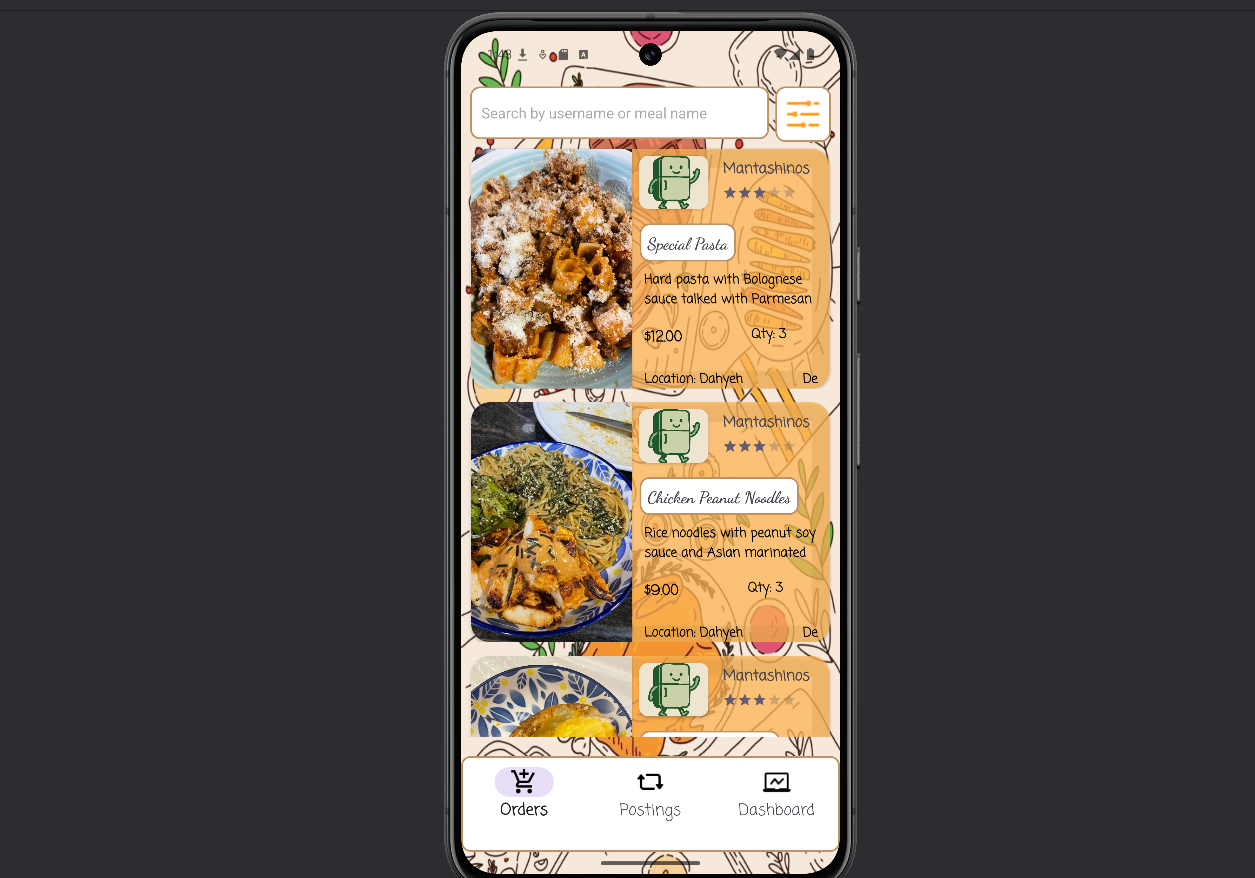 Search by username or meal name
Mantashinos
Special Pasta
Hard pasta with Bolognese
sauce talked with Parmesan
$12.00 Qty: 3
Location: Dahyeh De
Mantashinos
Chicken Peanut Noodles
Rice noodles with peanut soy
sauce and Asian marinated
$9.00 Qty: 3
Location: Dahyeh De
Mantashinos
Orders Postings Dashboard